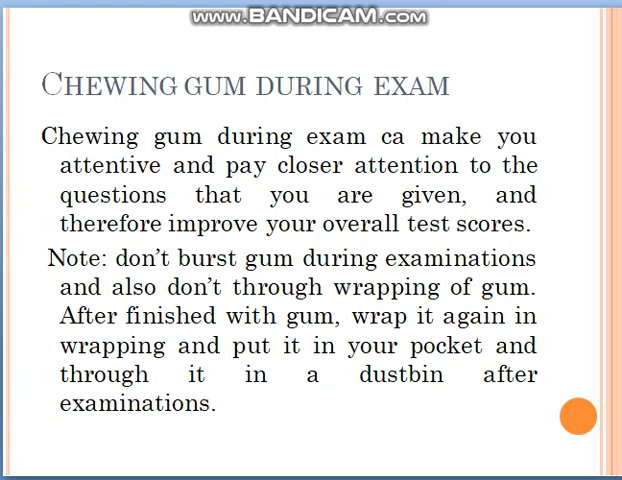 www.BANDICAM.com
CHEWING GUM DURING EXAM
Chewing gum during exam ca make you
attentive and pay closer attention to the
questions that you are given, and
therefore improve your overall test scores.
Note: don't burst gum during examinations
and also don't through wrapping of gum.
After finished with gum, wrap it again in
wrapping and put it in your pocket and
through it in a dustbin after
examinations.